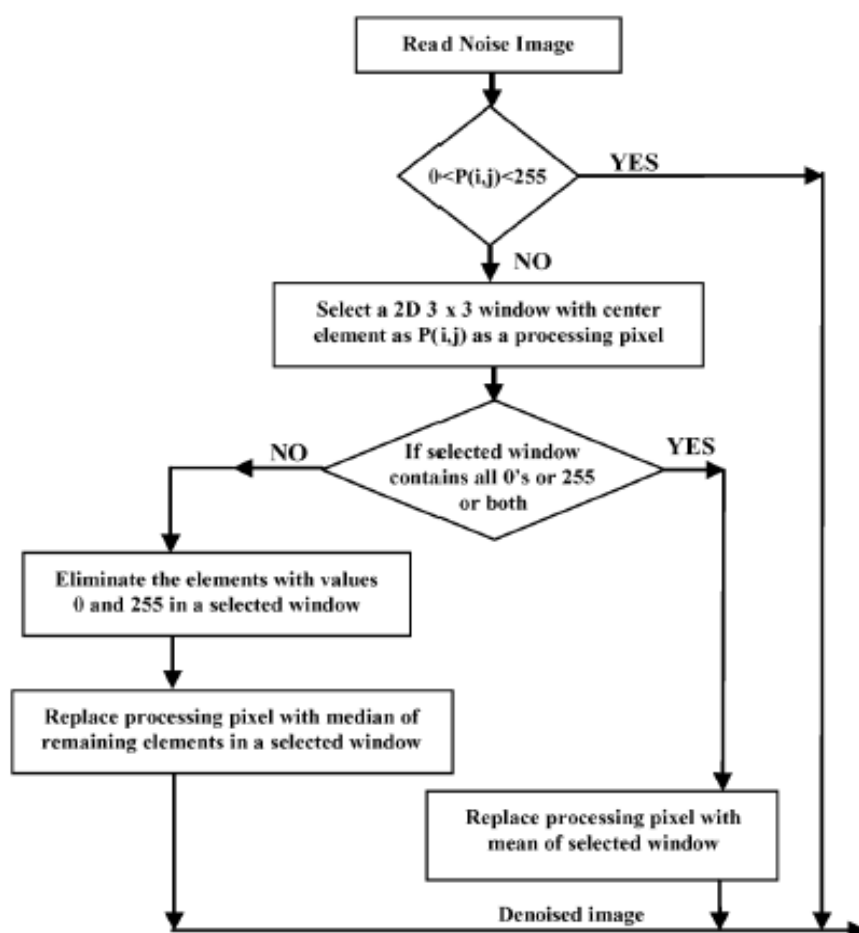 Read Noise Image
0<P(i,j)<255
YES
NO
Select a 2D 3 x 3 window with center
element as P(i,j) as a processing pixel
NO
If selected window
contains all 0's or 255
or both
YES
Eliminate the elements with values
0 and 255 in a selected window
Replace processing pixel with median of
remaining elements in a selected window
Replace processing pixel with
mean of selected window
Denoised image